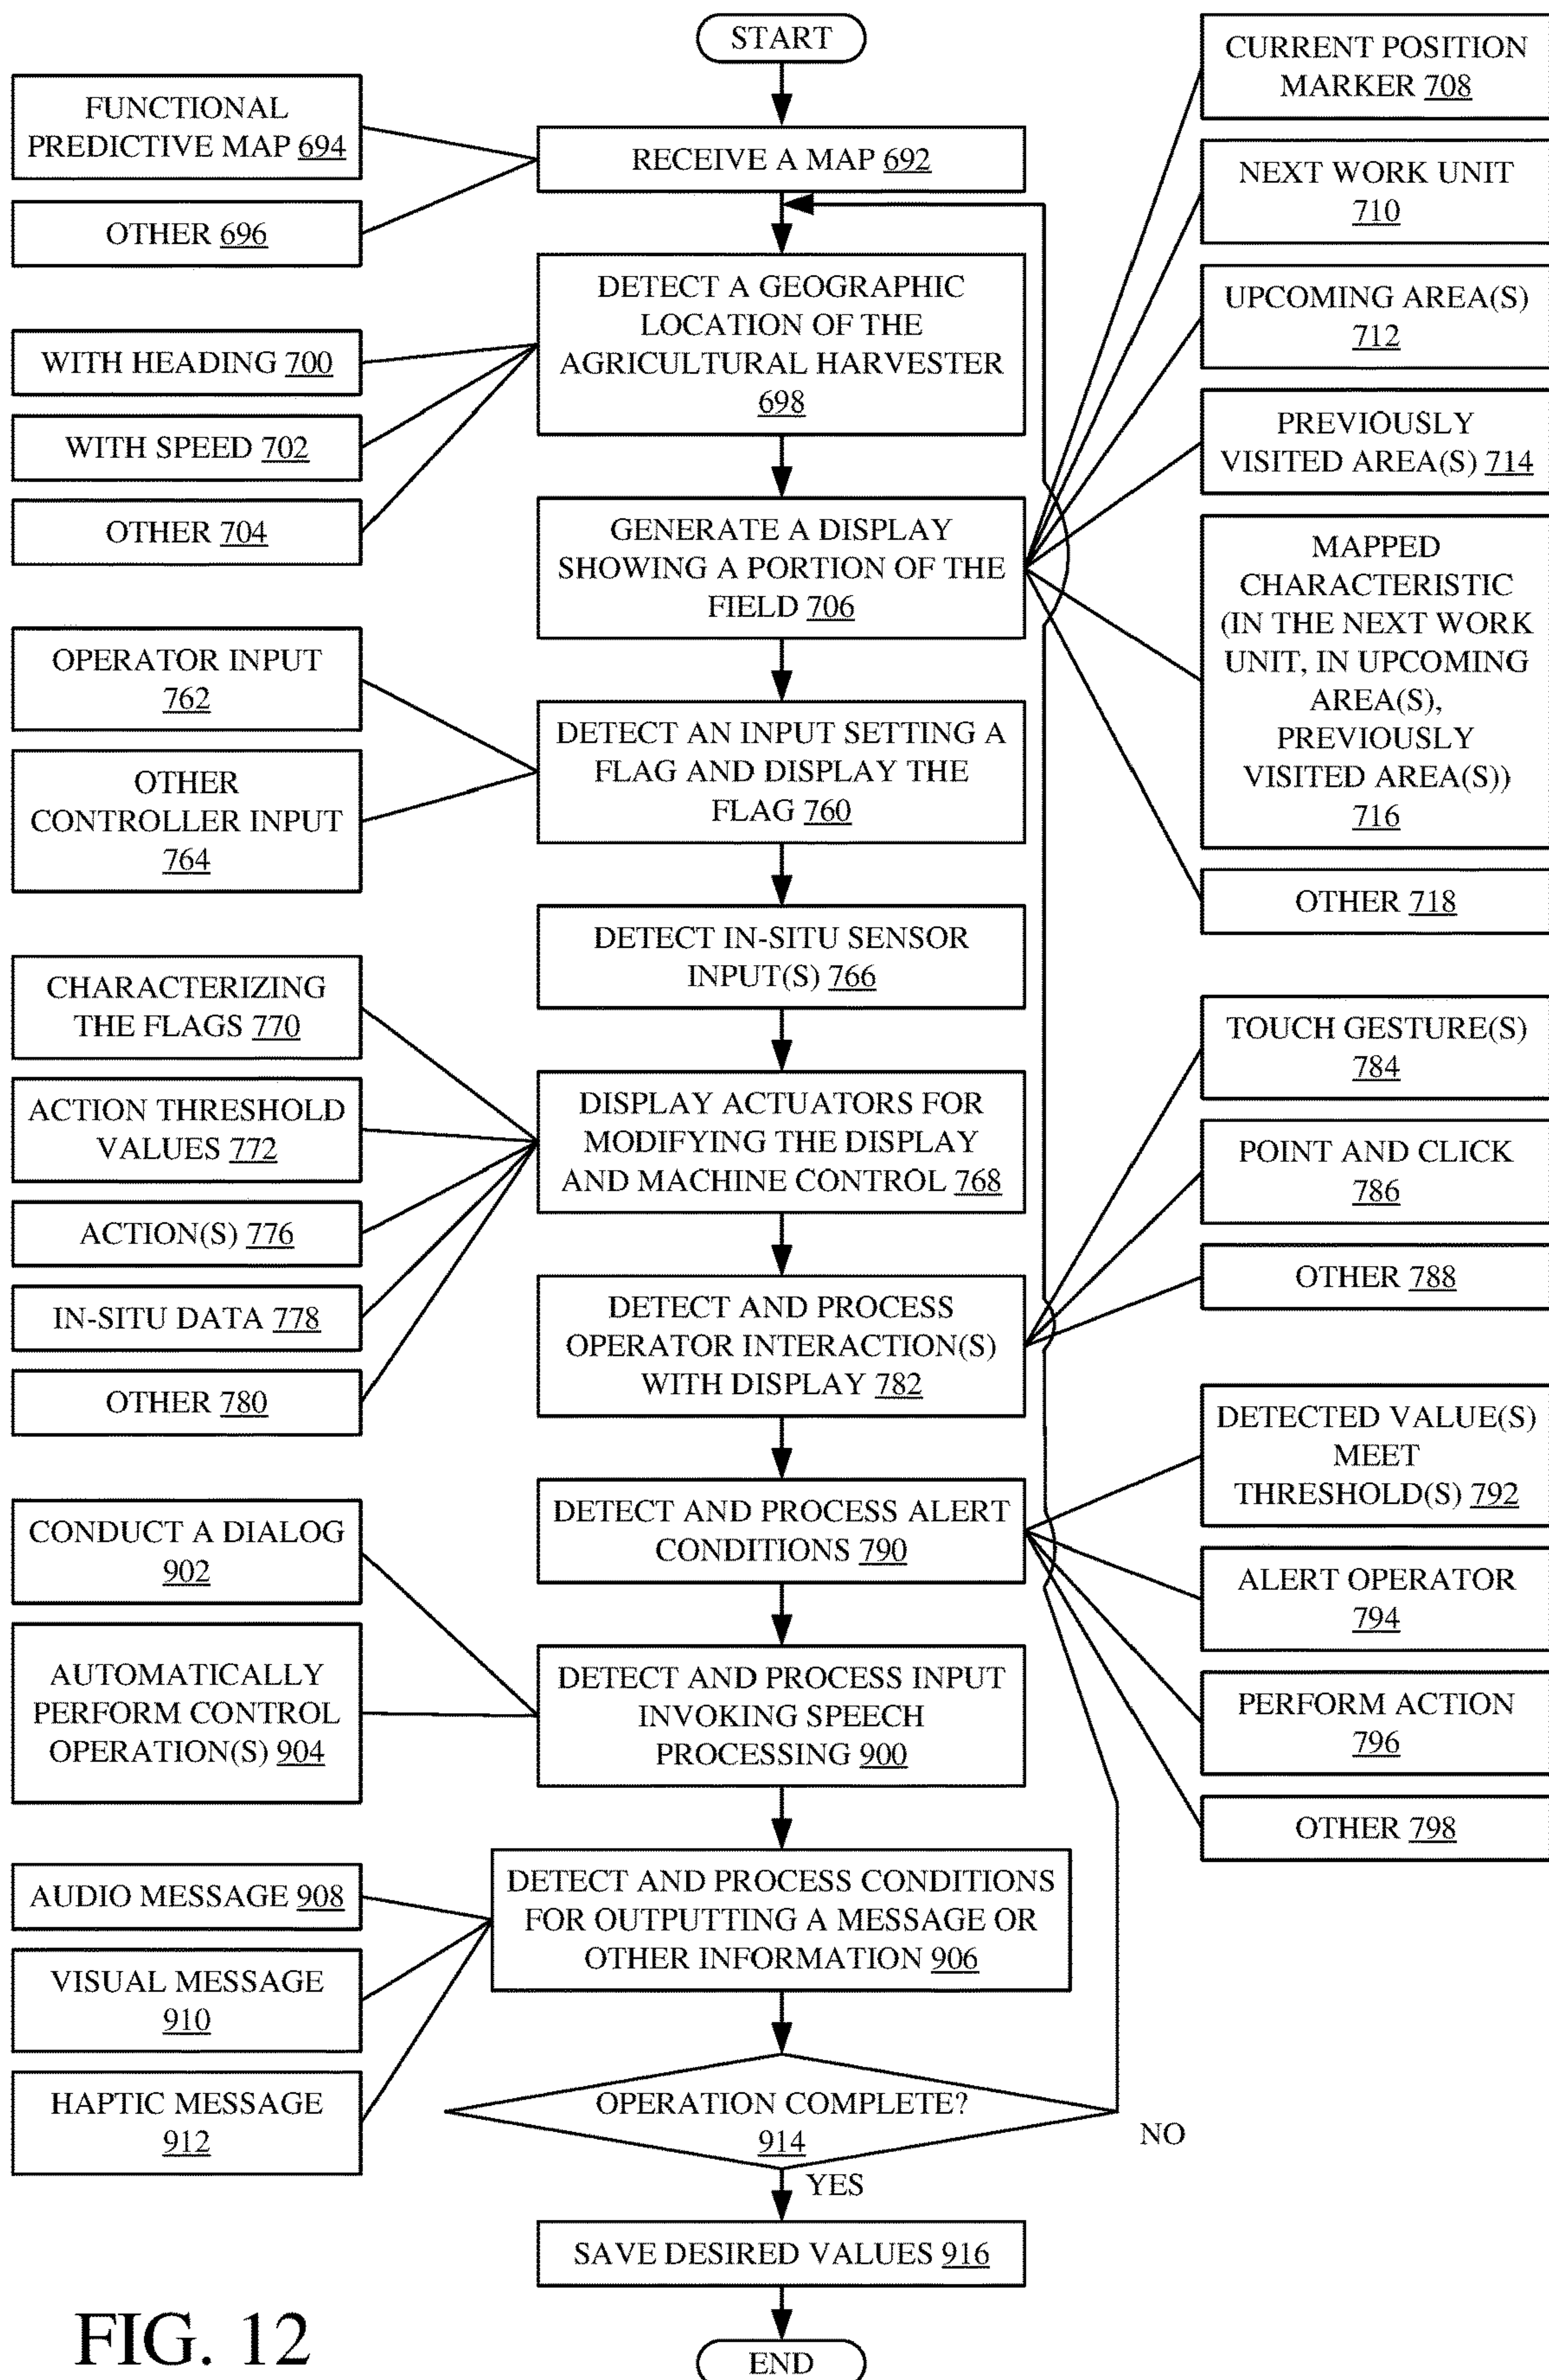 START
FUNCTIONAL
PREDICTIVE MAP 694
OTHER 696
RECEIVE A MAP 692
CURRENT POSITION
MARKER 708
NEXT WORK UNIT
710
UPCOMING AREA(S)
712
PREVIOUSLY
VISITED AREA(S) 714
MAPPED
CHARACTERISTIC
(IN THE NEXT WORK
UNIT, IN UPCOMING
AREA(S),
PREVIOUSLY
VISITED AREA(S))
716
OTHER 718
DETECT A GEOGRAPHIC
LOCATION OF THE
AGRICULTURAL HARVESTER
698
WITH HEADING 700
WITH SPEED 702
OTHER 704
GENERATE A DISPLAY
SHOWING A PORTION OF THE
FIELD 706
OPERATOR INPUT
762
OTHER
CONTROLLER INPUT
764
DETECT AN INPUT SETTING A
FLAG AND DISPLAY THE
FLAG 760
DETECT IN-SITU SENSOR
INPUT(S) 766
CHARACTERIZING
THE FLAGS 770
ACTION THRESHOLD
VALUES 772
ACTION(S) 776
IN-SITU DATA 778
OTHER 780
DISPLAY ACTUATORS FOR
MODIFYING THE DISPLAY
AND MACHINE CONTROL 768
TOUCH GESTURE(S)
784
POINT AND CLICK
786
OTHER 788
DETECT AND PROCESS
OPERATOR INTERACTION(S)
WITH DISPLAY 782
DETECTED VALUE(S)
MEET
THRESHOLD(S) 792
ALERT OPERATOR
794
PERFORM ACTION
796
OTHER 798
DETECT AND PROCESS ALERT
CONDITIONS 790
CONDUCT A DIALOG
902
AUTOMATICALLY
PERFORM CONTROL
OPERATION(S) 904
DETECT AND PROCESS INPUT
INVOKING SPEECH
PROCESSING 900
AUDIO MESSAGE 908
VISUAL MESSAGE
910
HAPTIC MESSAGE
912
DETECT AND PROCESS CONDITIONS
FOR OUTPUTTING A MESSAGE OR
OTHER INFORMATION 906
OPERATION COMPLETE?
914
NO
YES
SAVE DESIRED VALUES 916
END
FIG. 12